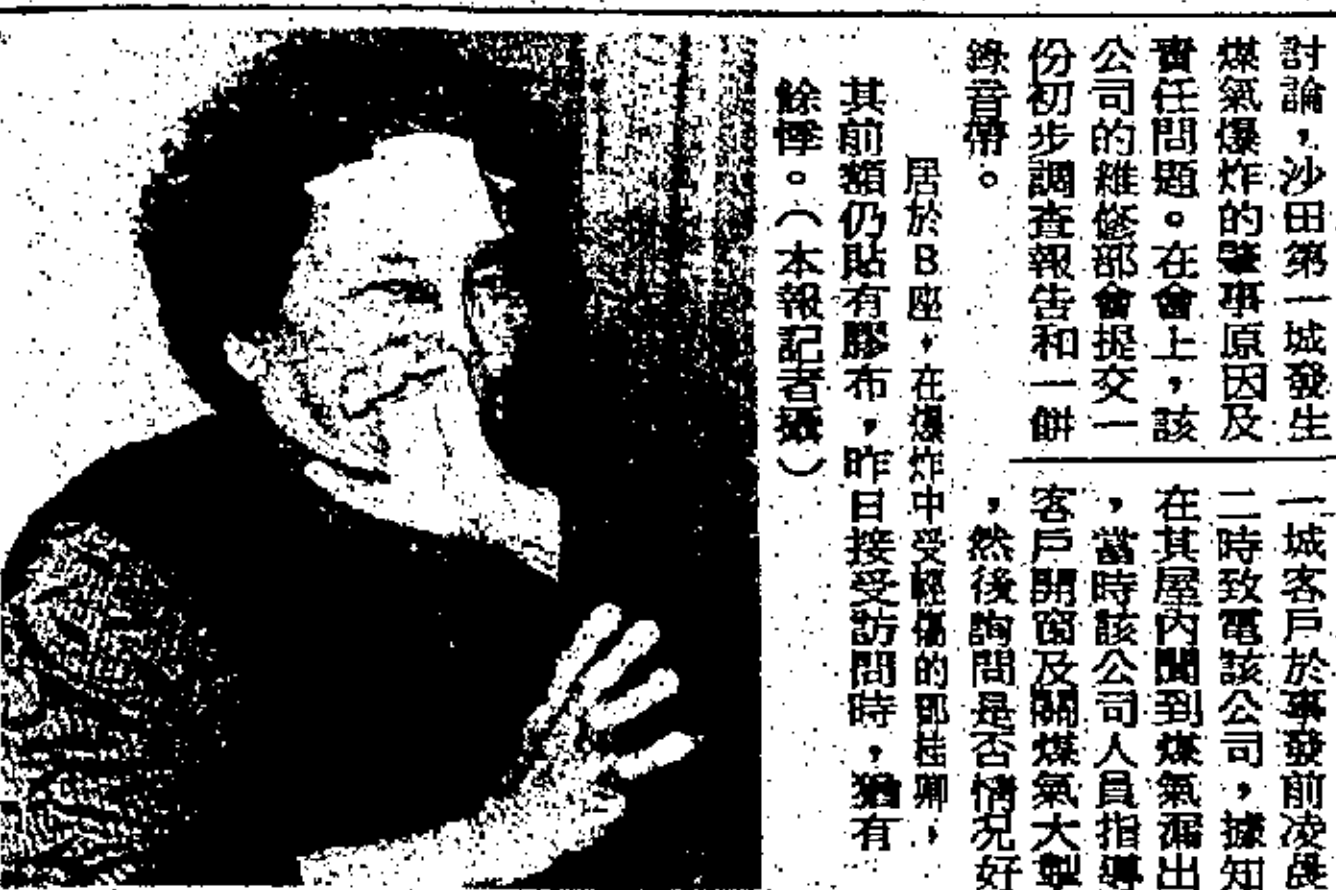 討論，沙田第一城發生
煤氣爆炸的肇事原因及
責任問題。在會上，該
公司的維修部會提交一
份初步調查報告和一餅
錄音帶。
一城客戶於事發前凌晨
二時致電該公司，據知
在其屋內聞到煤氣漏出
，當時該公司人員指導
客戶開窗及關煤氣大掣
，然後詢問是否情況好
居於B座，在爆炸中受輕傷的鄧桂卿，
其前額仍貼有膠布，昨日接受訪問時，猶有
餘悸。（本報記者攝）